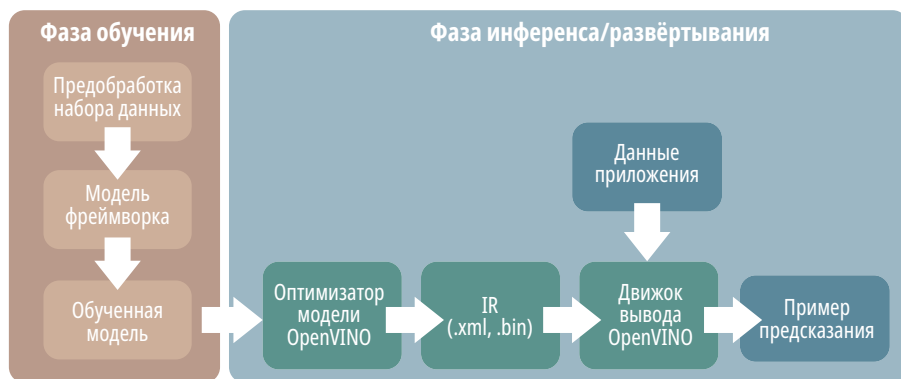 Фаза обучения
Предобработка
набора данных
Модель
фреймворка
Обученная
модель
Фаза инференса/развёртывания
Данные
приложения
Оптимизатор
модели
OpenVINO
IR
(.xml, .bin)
Движок
вывода
OpenVINO
Пример
предсказания